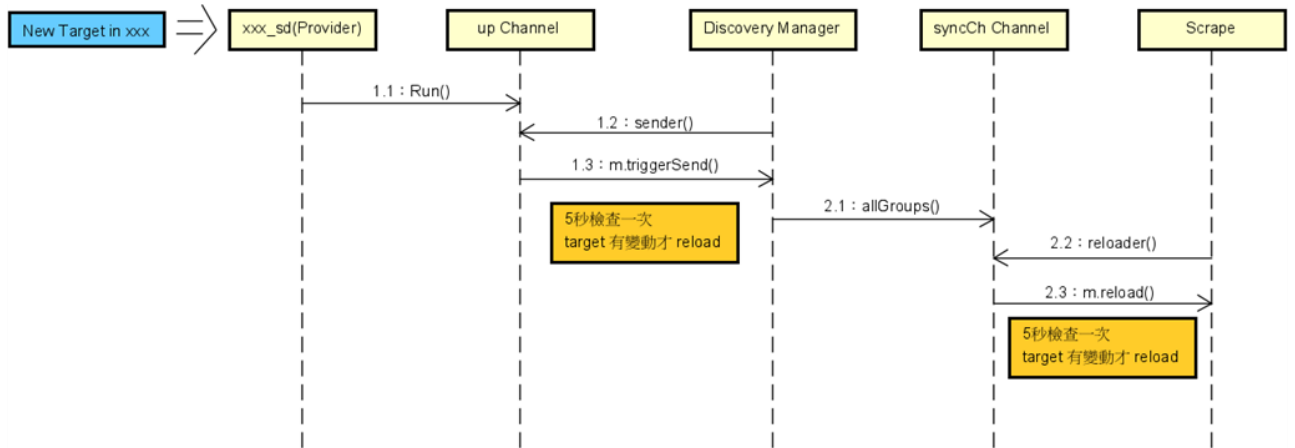 New Target in xxx
xxx_sd(Provider)
up Channel
Discovery Manager
syncCh Channel
Scrape
1.1：Run()
1.2：sender()
1.3：m.triggerSend()
5秒檢查一次
target 有變動才 reload
2.1：allGroups()
2.2：reloader()
2.3：m.reload()
5秒檢查一次
target 有變動才 reload